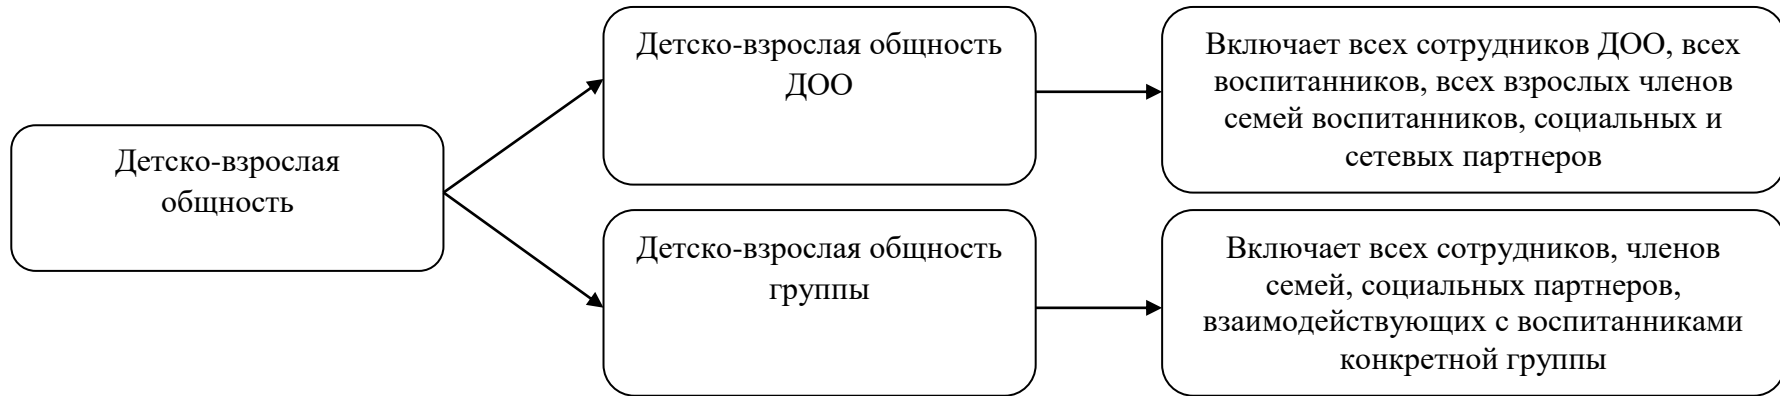 Детско-взрослая
общность
Детско-взрослая общность
ДОО
Включает всех сотрудников ДОО, всех
воспитанников, всех взрослых членов
семей воспитанников, социальных и
сетевых партнеров
Детско-взрослая общность
группы
Включает всех сотрудников, членов
семей, социальных партнеров,
взаимодействующих с воспитанниками
конкретной группы